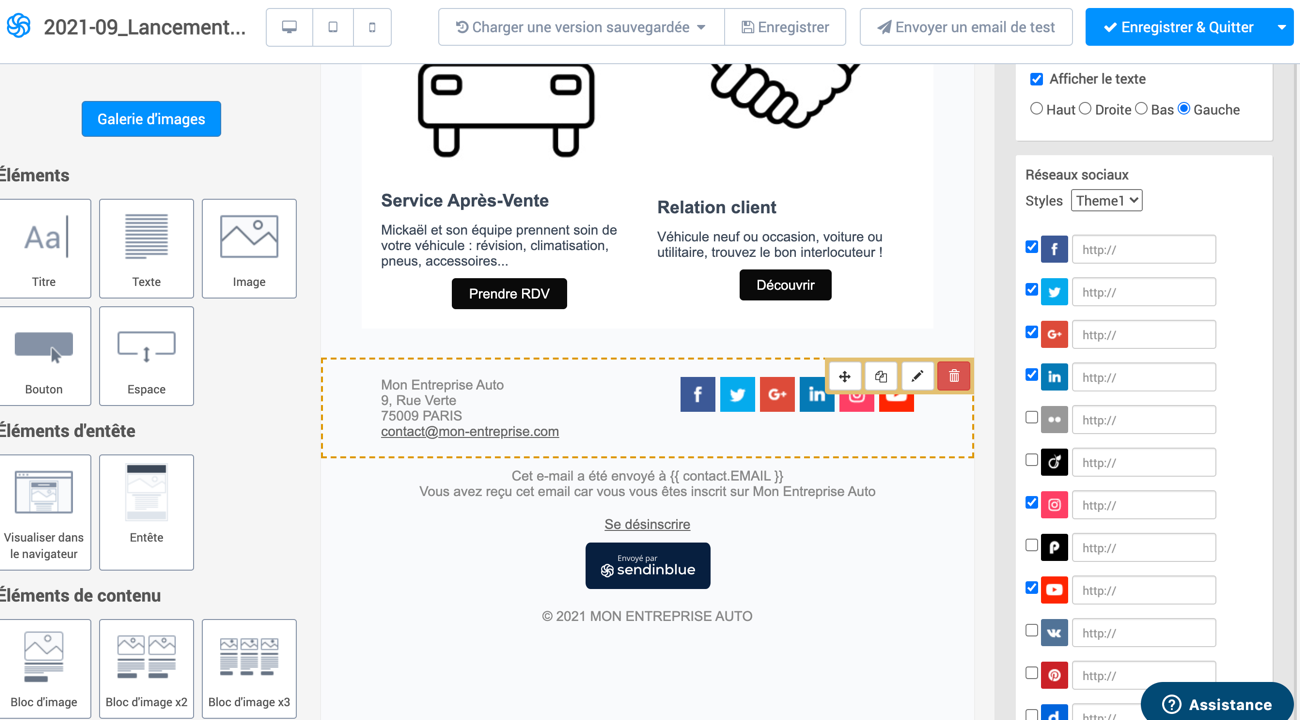 2021-09_Lancement...
Charger une version sauvegardée
Enregistrer
Envoyer un email de test
Enregistrer & Quitter
Galerie d'images
Éléments
Aa
Titre
Texte
Image
Bouton
Espace
Éléments d'entête
Visualiser dans
le navigateur
Entête
Éléments de contenu
Bloc d'image
Bloc d'image x2
Bloc d'image x3
Service Après-Vente
Mickaël et son équipe prennent soin de
votre véhicule : révision, climatisation,
pneus, accessoires...
Prendre RDV
Relation client
Véhicule neuf ou occasion, voiture ou
utilitaire, trouvez le bon interlocuteur !
Découvrir
Mon Entreprise Auto
9, Rue Verte
75009 PARIS
contact@mon-entreprise.com
f
G+
in
Cet e-mail a été envoyé à {{ contact.EMAIL }}
Vous avez reçu cet email car vous vous êtes inscrit sur Mon Entreprise Auto
Se désinscrire
Envoyé par
sendinblue
© 2021 MON ENTREPRISE AUTO
Afficher le texte
Haut Droite Bas Gauche
Réseaux sociaux
Styles Theme1
f http://
http://
G+ http://
in http://
http://
http://
http://
http://
http://
http://
http://
http://
? Assistance